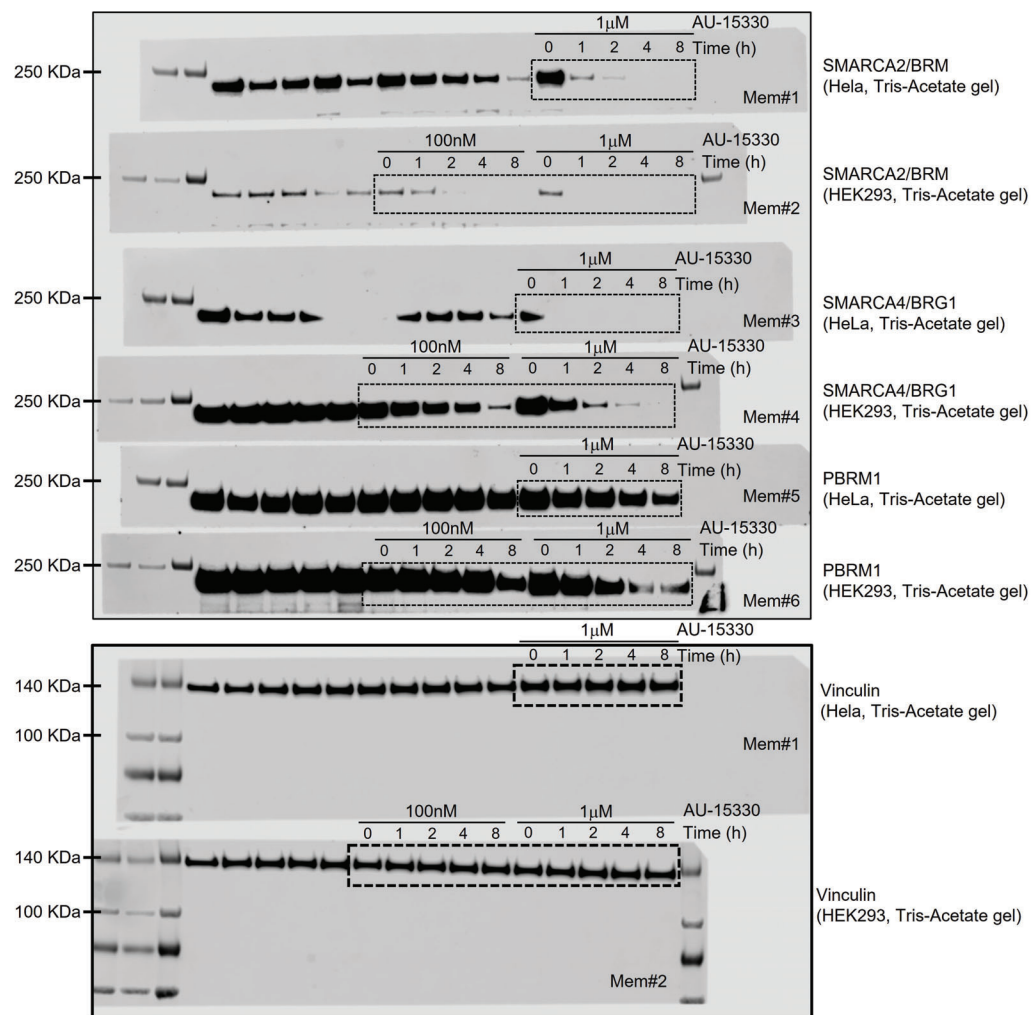 1µM AU-15330
0 1 2 4 8 Time (h)
250 KDa
SMARCA2/BRM
(Hela, Tris-Acetate gel)
Mem#1
100nM 1µM AU-15330
0 1 2 4 8 0 1 2 4 8 Time (h)
250 KDa
SMARCA2/BRM
(HEK293, Tris-Acetate gel)
Mem#2
1µM AU-15330
0 1 2 4 8 Time (h)
250 KDa
SMARCA4/BRG1
(HeLa, Tris-Acetate gel)
Mem#3
100nM 1µM AU-15330
0 1 2 4 8 0 1 2 4 8 Time (h)
250 KDa
SMARCA4/BRG1
(HEK293, Tris-Acetate gel)
Mem#4
1µM AU-15330
0 1 2 4 8 Time (h)
250 KDa
PBRM1
(HeLa, Tris-Acetate gel)
Mem#5
100nM 1µM AU-15330
0 1 2 4 8 0 1 2 4 8 Time (h)
250 KDa
PBRM1
(HEK293, Tris-Acetate gel)
Mem#6
1µM AU-15330
0 1 2 4 8 Time (h)
140 KDa
Vinculin
(Hela, Tris-Acetate gel)
100 KDa
Mem#1
100nM 1µM AU-15330
0 1 2 4 8 0 1 2 4 8 Time (h)
140 KDa
Vinculin
(HEK293, Tris-Acetate gel)
100 KDa
Mem#2